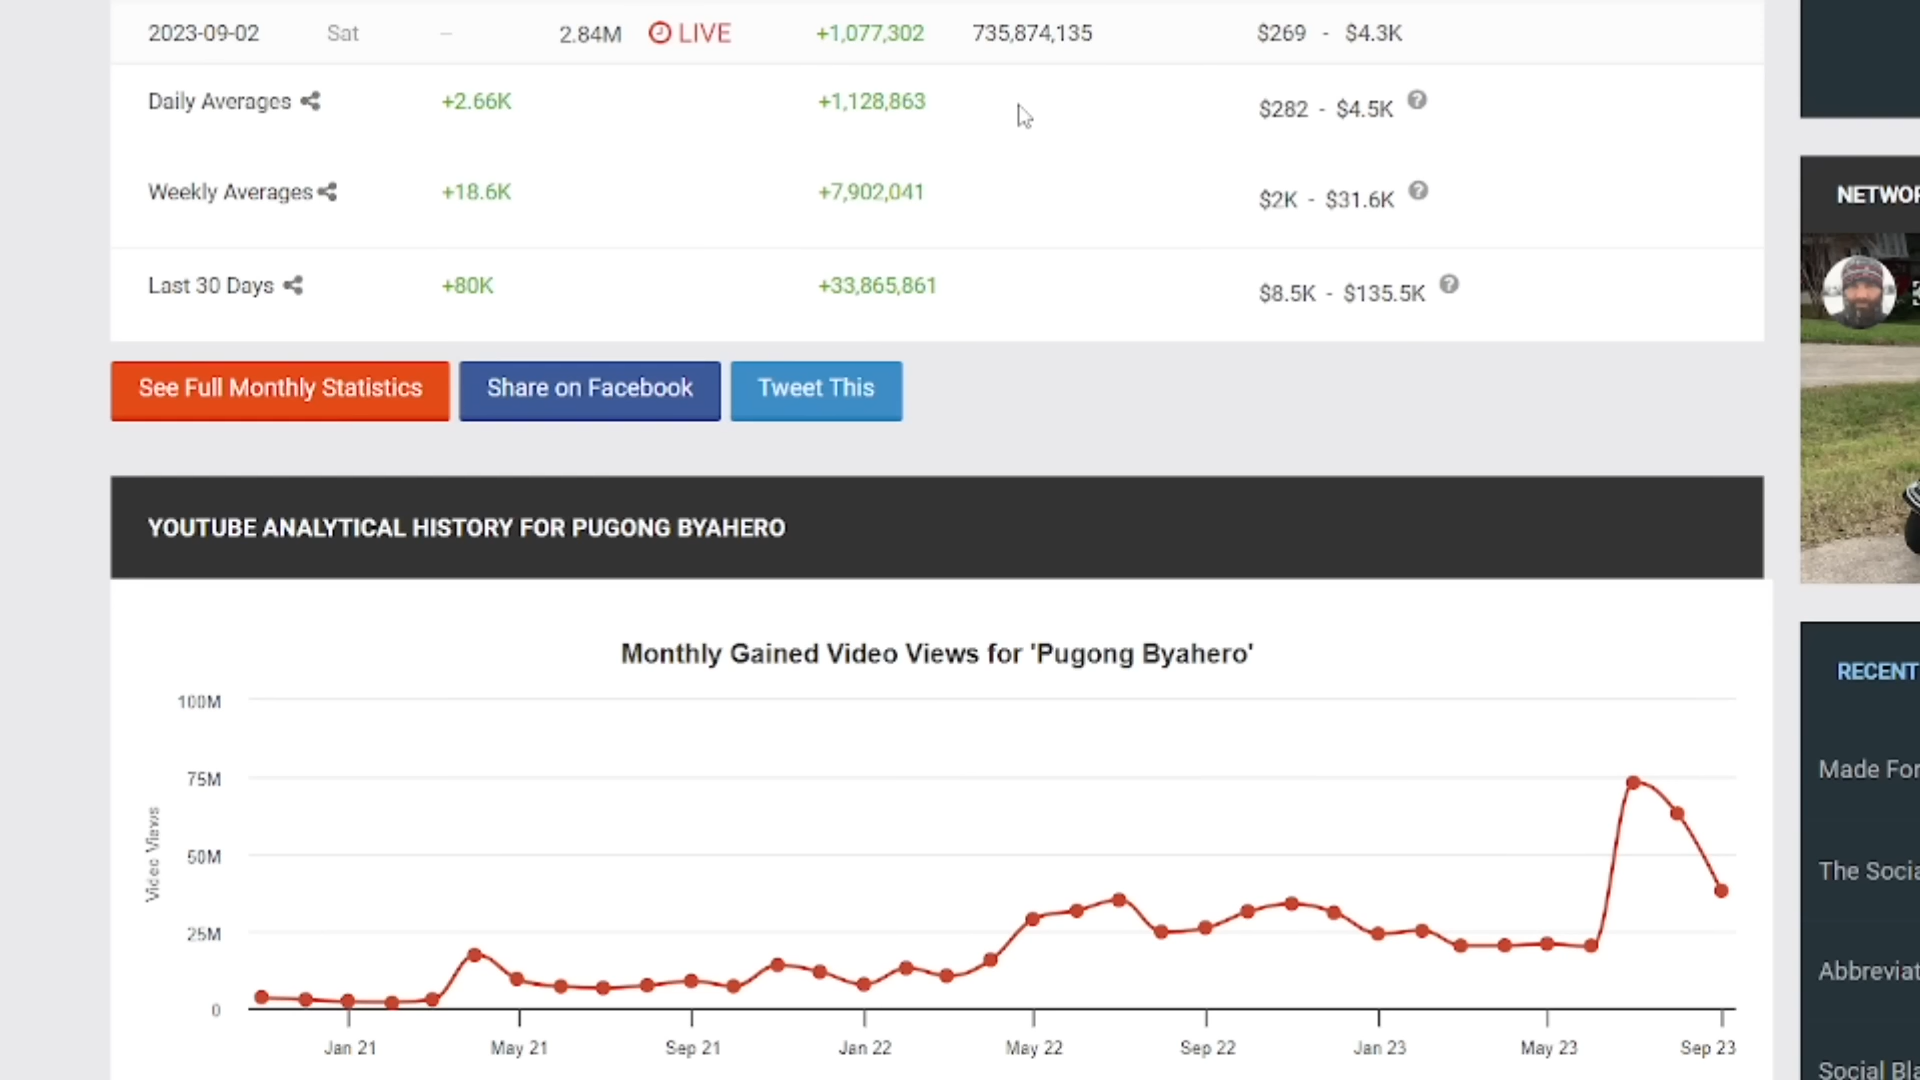 2023-09-02 Sat – 2.84M LIVE +1,077,302 735,874,135 $269 - $4.3K
Daily Averages +2.66K +1,128,863 $282 - $4.5K
Weekly Averages +18.6K +7,902,041 $2K - $31.6K
Last 30 Days +80K +33,865,861 $8.5K - $135.5K
See Full Monthly Statistics Share on Facebook Tweet This
YOUTUBE ANALYTICAL HISTORY FOR PUGONG BYAHERO
Monthly Gained Video Views for 'Pugong Byahero'
100M
75M
50M
25M
0
Video Views
Jan 21 May 21 Sep 21 Jan 22 May 22 Sep 22 Jan 23 May 23 Sep 23
NETWOR
RECENT
Made For
The Socia
Abbreviat
Social Bla